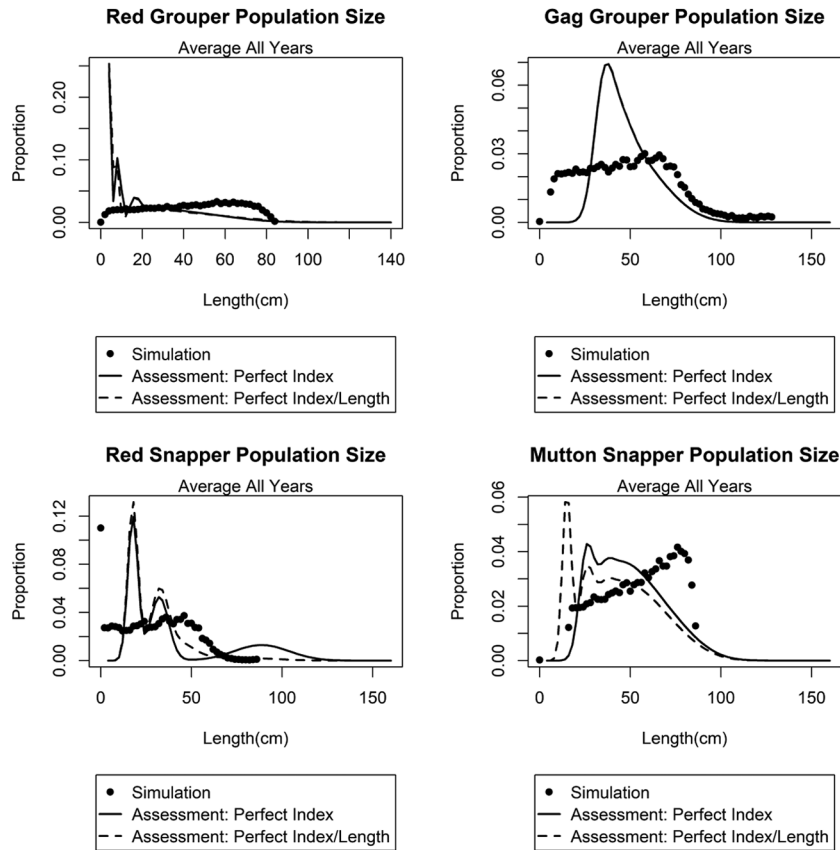 Red Grouper Population Size
Average All Years
Proportion
0.00 0.10 0.20
0 20 40 60 80 100 140
Length(cm)
Simulation
Assessment: Perfect Index
Assessment: Perfect Index/Length
Gag Grouper Population Size
Average All Years
Proportion
0.00 0.03 0.06
0 50 100 150
Length(cm)
Simulation
Assessment: Perfect Index
Assessment: Perfect Index/Length
Red Snapper Population Size
Average All Years
Proportion
0.00 0.04 0.08 0.12
0 50 100 150
Length(cm)
Simulation
Assessment: Perfect Index
Assessment: Perfect Index/Length
Mutton Snapper Population Size
Average All Years
Proportion
0.00 0.02 0.04 0.06
0 50 100 150
Length(cm)
Simulation
Assessment: Perfect Index
Assessment: Perfect Index/Length